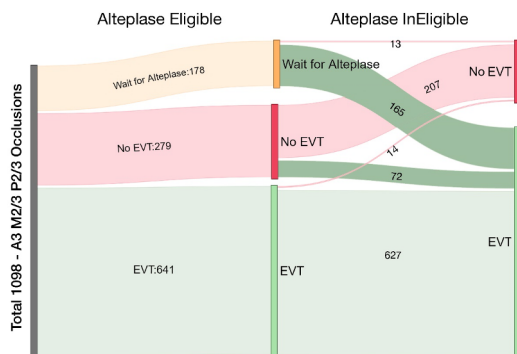 Alteplase Eligible
Alteplase InEligible
Total 1098 - A3 M2/3 P2/3 Occlusions
Wait for Alteplase:178
Wait for Alteplase
13
No EVT
207
165
No EVT:279
No EVT
14
72
EVT:641
EVT
627
EVT